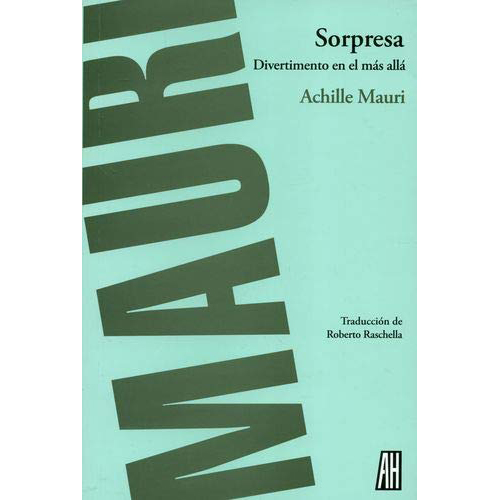 Sorpresa
Divertimento en el más allá
Achille Mauri
MAURI
Traducción de
Roberto Raschella
AH